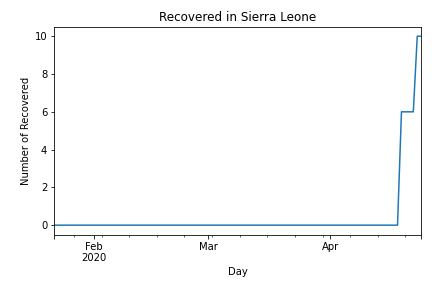 Recovered in Sierra Leone
10
8
6
4
2
0
Number of Recovered
Feb
2020
Mar
Apr
Day